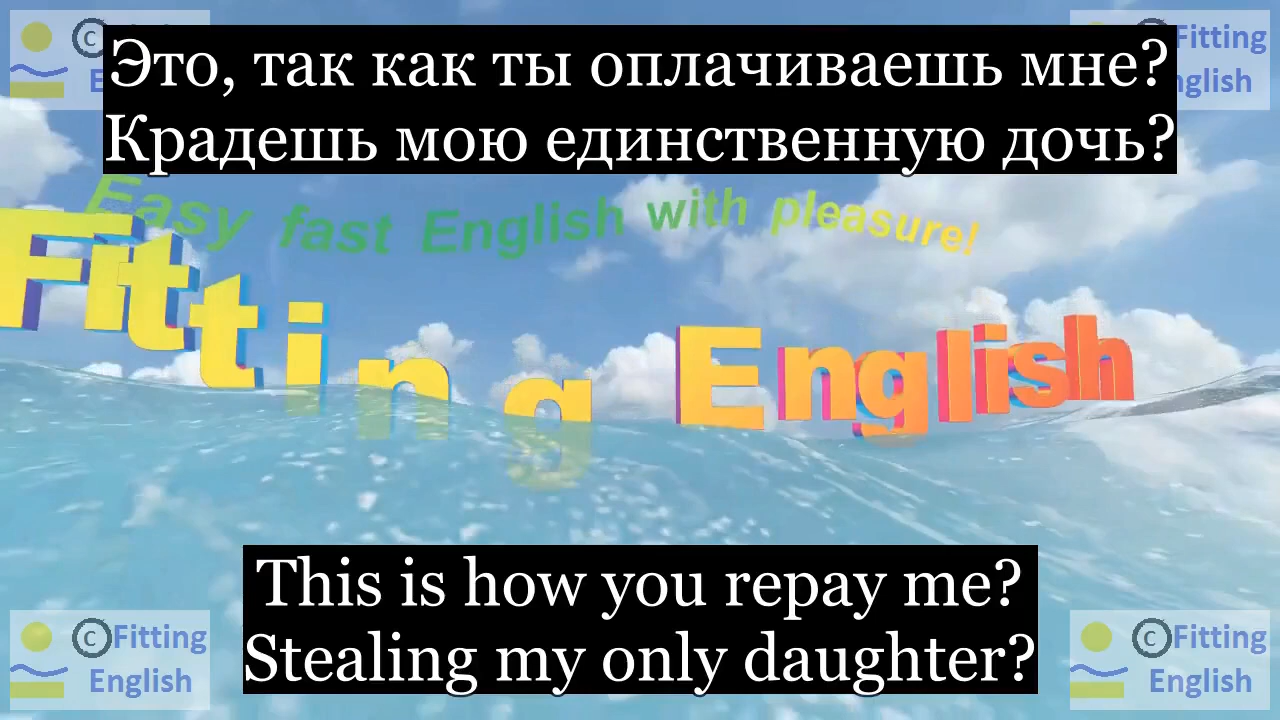 Это, так как ты оплачиваешь мне?
Крадешь мою единственную дочь?
©
Fitting
English
Easy fast English with pleasure!
Fitting English
This is how you repay me?
Stealing my only daughter?
© Fitting
English
© Fitting
English